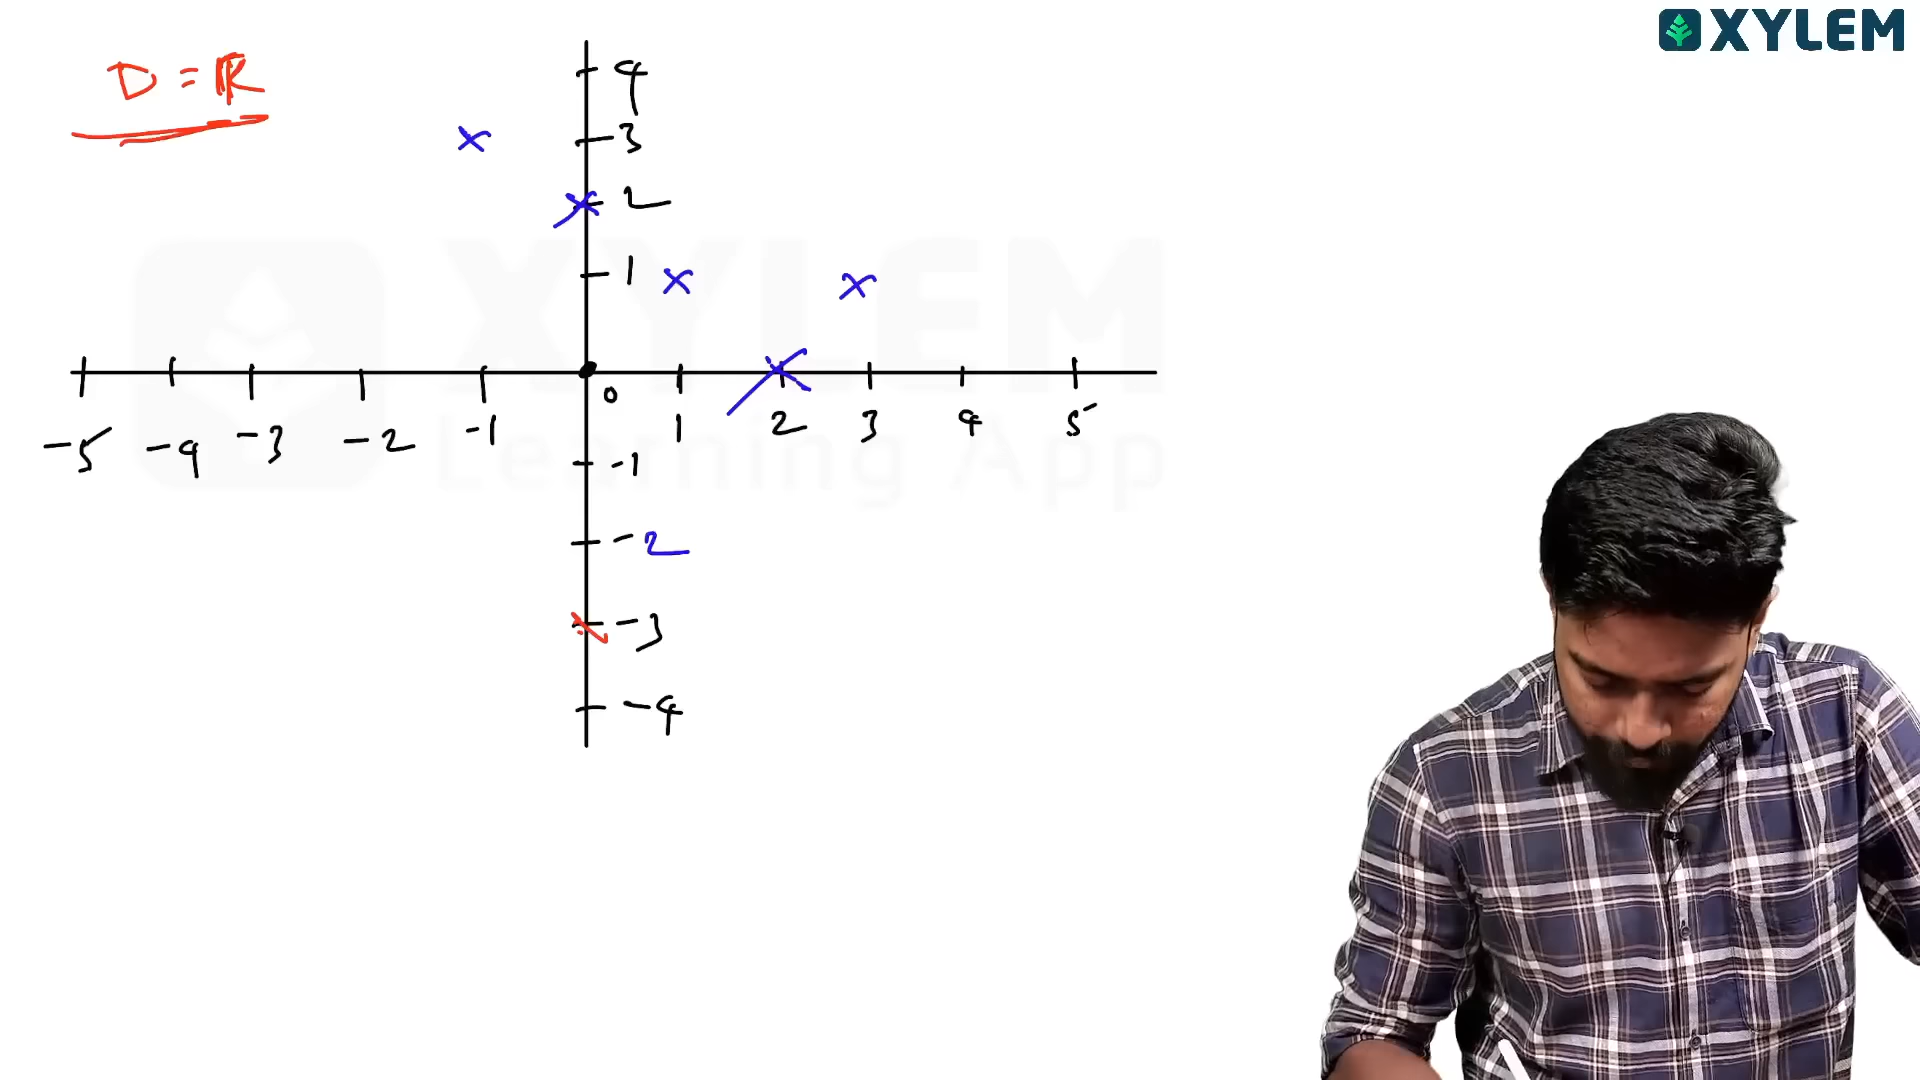 XYLEM
D = ℝ
4
3
2
1
0
-5 -4 -3 -2 -1 1 2 3 4 5
-1
-2
-3
-4
XYLEM
Learning App